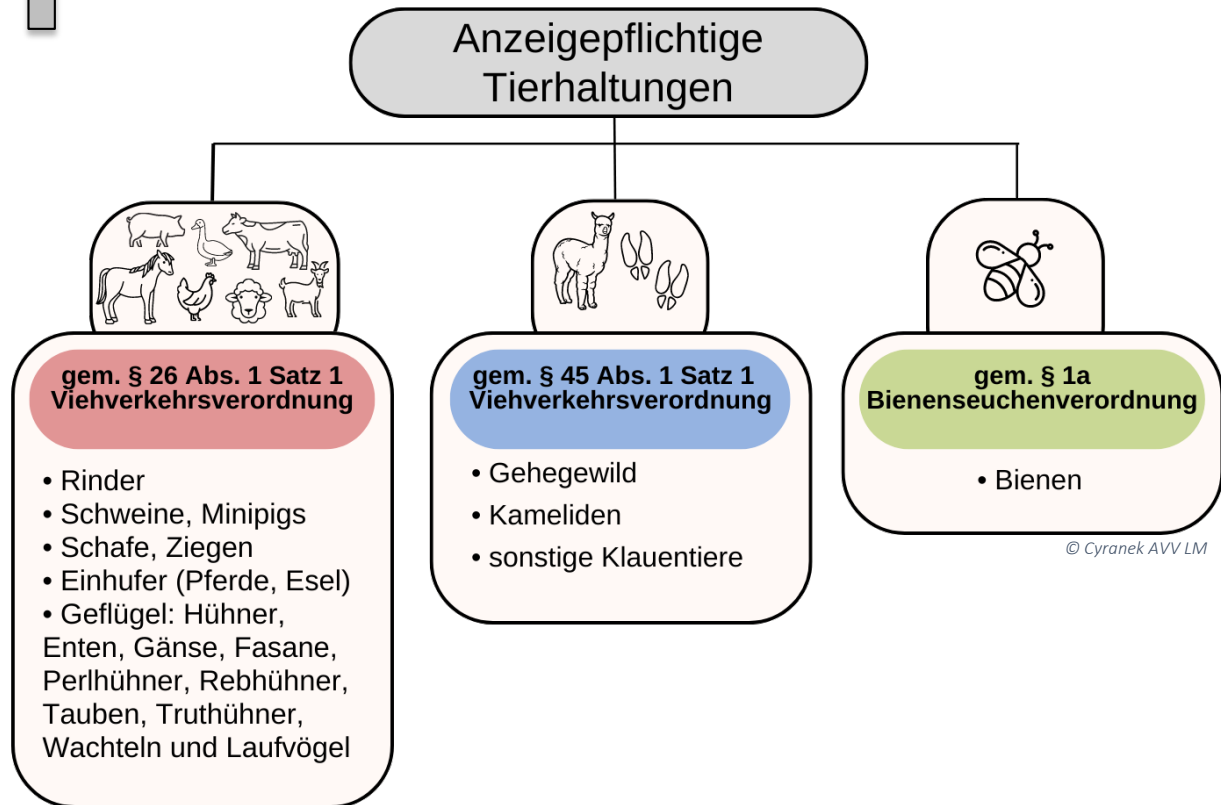 Anzeigepflichtige
Tierhaltungen
gem. § 26 Abs. 1 Satz 1
Viehverkehrsverordnung
• Rinder
• Schweine, Minipigs
• Schafe, Ziegen
• Einhufer (Pferde, Esel)
• Geflügel: Hühner,
Enten, Gänse, Fasane,
Perlhühner, Rebhühner,
Tauben, Truthühner,
Wachteln und Laufvögel
gem. § 45 Abs. 1 Satz 1
Viehverkehrsverordnung
• Gehegewild
• Kameliden
• sonstige Klauentiere
gem. § 1a
Bienenseuchenverordnung
• Bienen
© Cyranek AVV LM